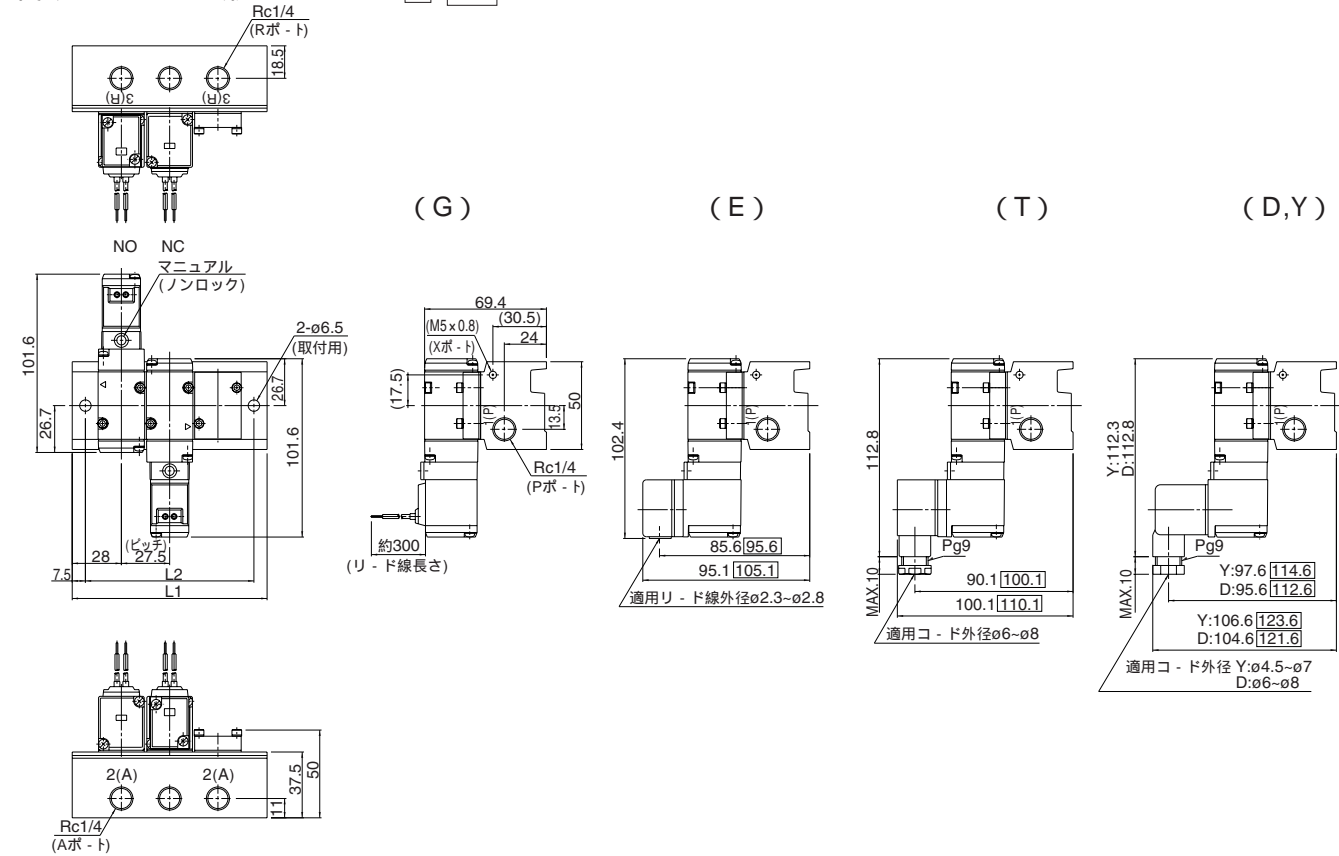 Rc1/4
(Rポ - ト)
18.5
3(R)
3(R)
(G)
(E)
(T)
(D,Y)
NO
NC
マニュアル
(ノンロック)
101.6
2-ø6.5
(取付用)
26.7
26.7
101.6
(ピッチ)
28
27.5
7.5
L2
L1
69.4
(30.5)
(M5×0.8)
(Xポ - ト)
24
(17.5)
1(P)
13.5
50
Rc1/4
(Pポ - ト)
約300
(リ - ド線長さ)
102.4
1(P)
85.6 95.6
95.1 105.1
適用リ - ド線外径ø2.3~ø2.8
112.8
1(P)
Pg9
MAX.10
90.1 100.1
100.1 110.1
適用コ - ド外径ø6~ø8
Y:112.3
D:112.8
1(P)
Pg9
MAX.10
Y:97.6 114.6
D:95.6 112.6
Y:106.6 123.6
D:104.6 121.6
適用コ - ド外径 Y:ø4.5~ø7
D:ø6~ø8
2(A)
2(A)
37.5
50
11
Rc1/4
(Aポ - ト)